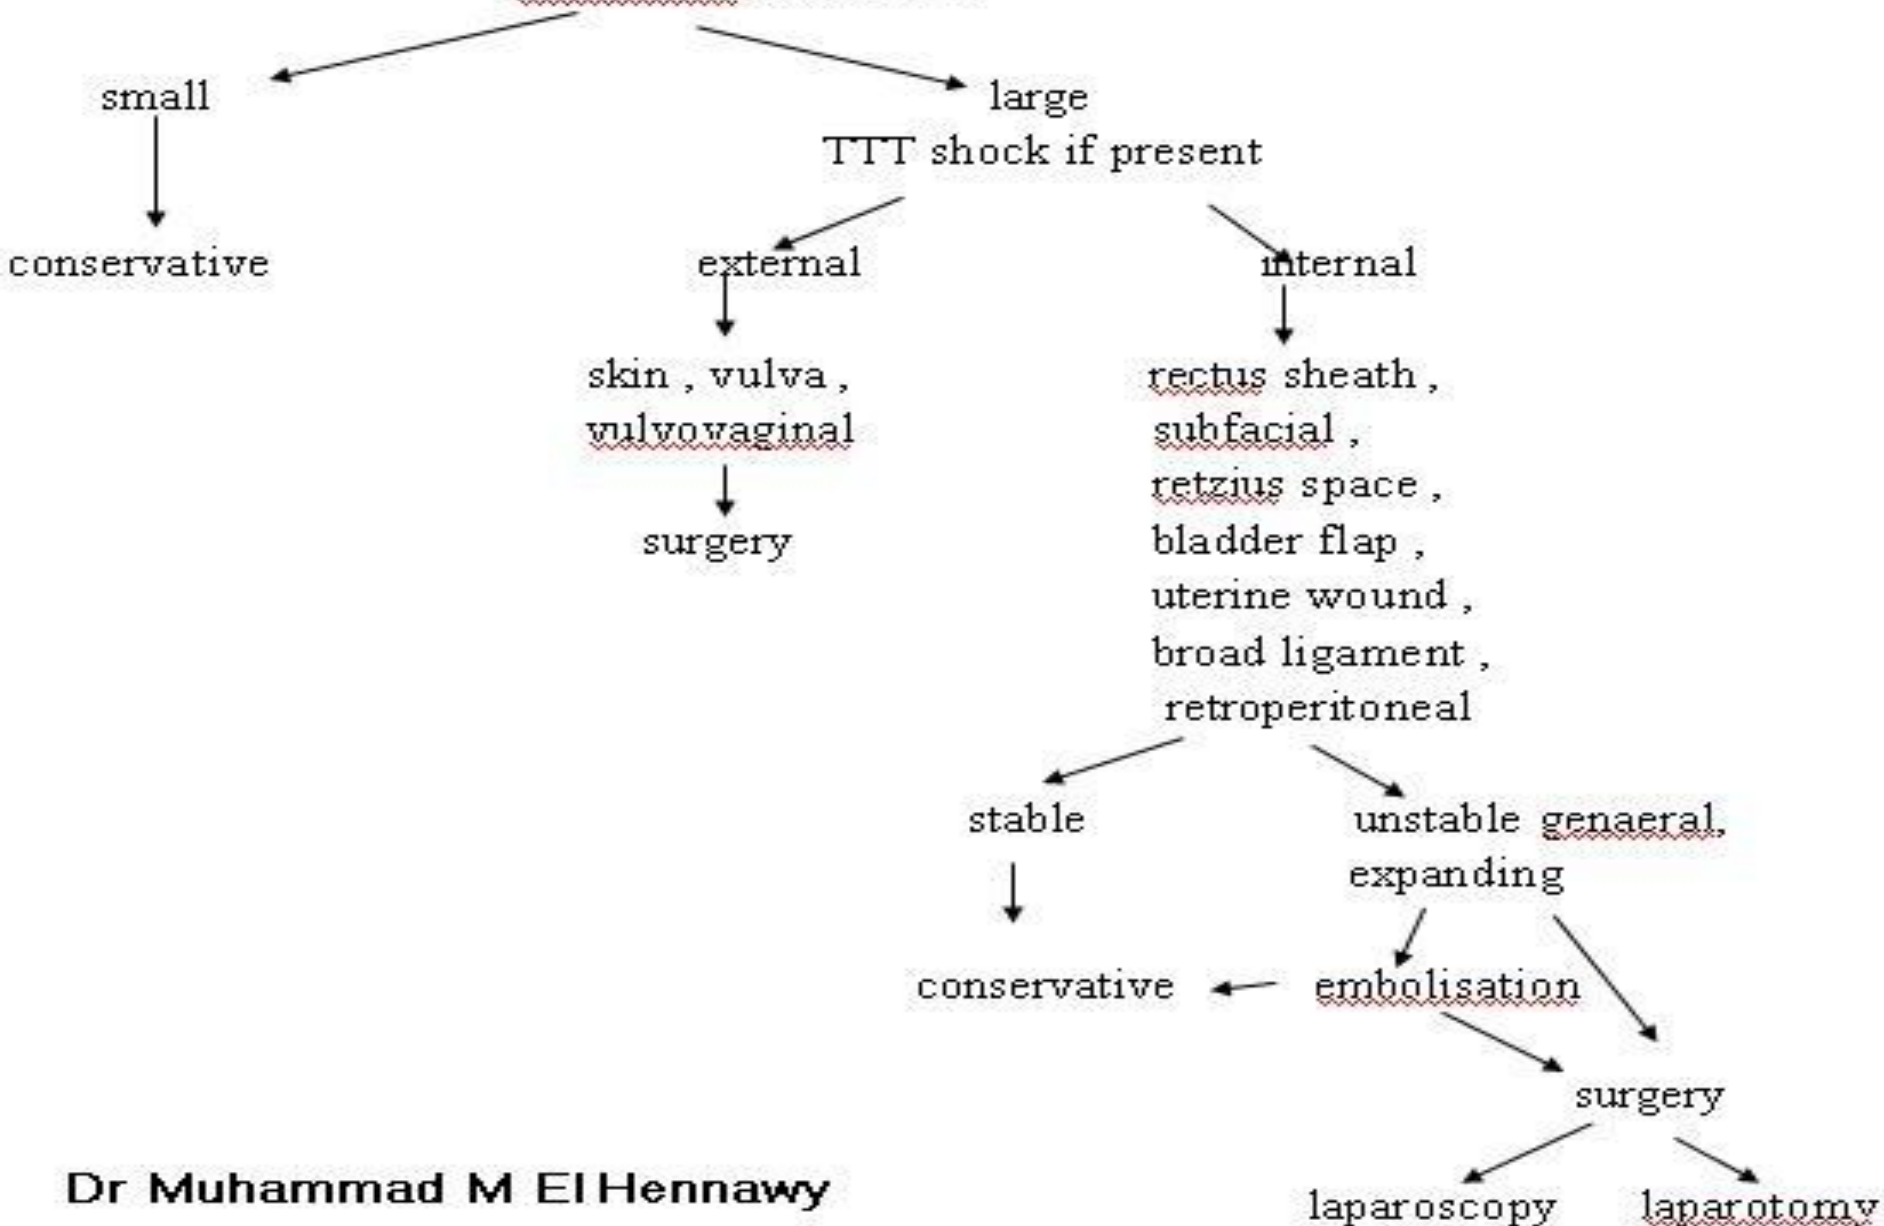 small
large
TTT shock if present
conservative
external
internal
skin , vulva ,
vulvovaginal
surgery
rectus sheath ,
subfacial ,
retzius space ,
bladder flap ,
uterine wound ,
broad ligament ,
retroperitoneal
stable
unstable genaeral,
expanding
conservative
embolisation
surgery
laparoscopy
laparotomy
Dr Muhammad M El Hennawy